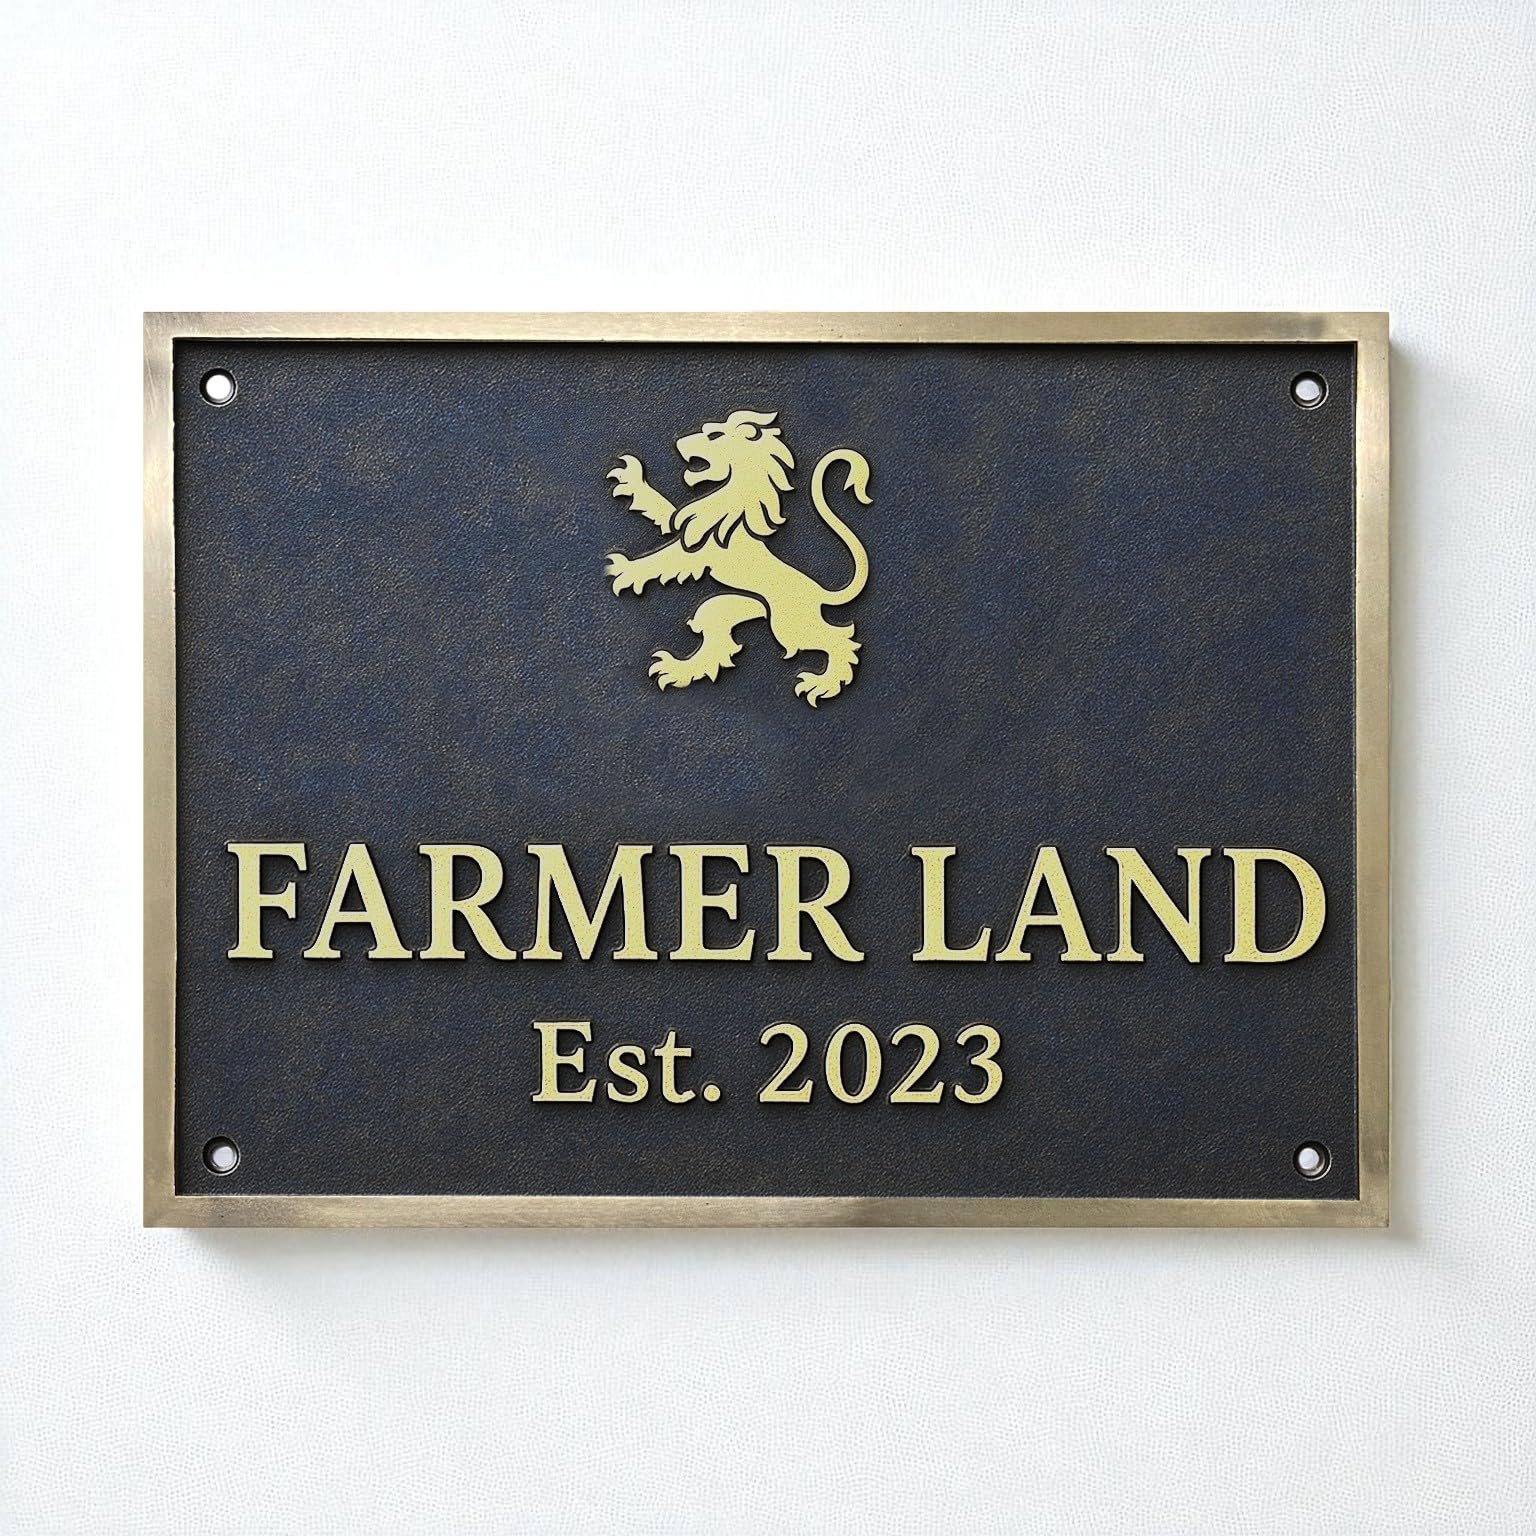 FARMER LAND
Est. 2023